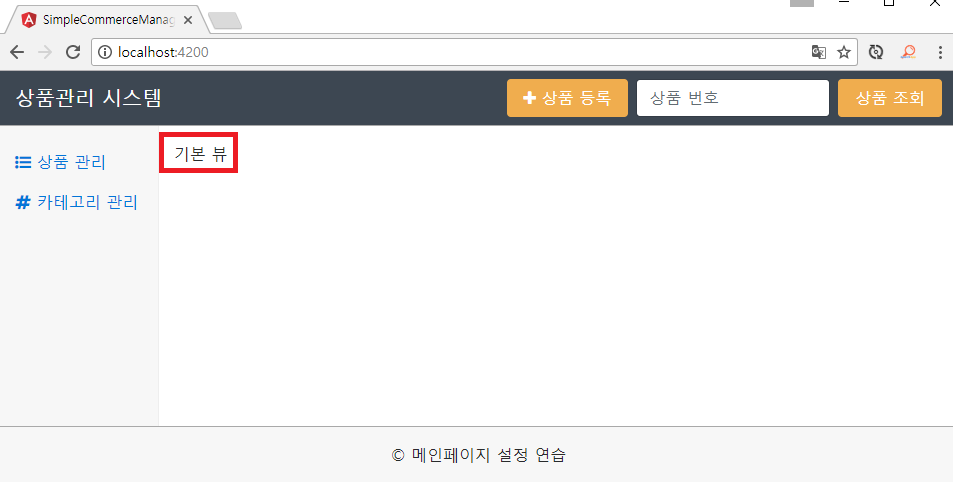 SimpleCommerceManag
localhost:4200
상품관리 시스템
상품 등록
상품 번호
상품 조회
상품 관리
카테고리 관리
기본 뷰
© 메인페이지 설정 연습